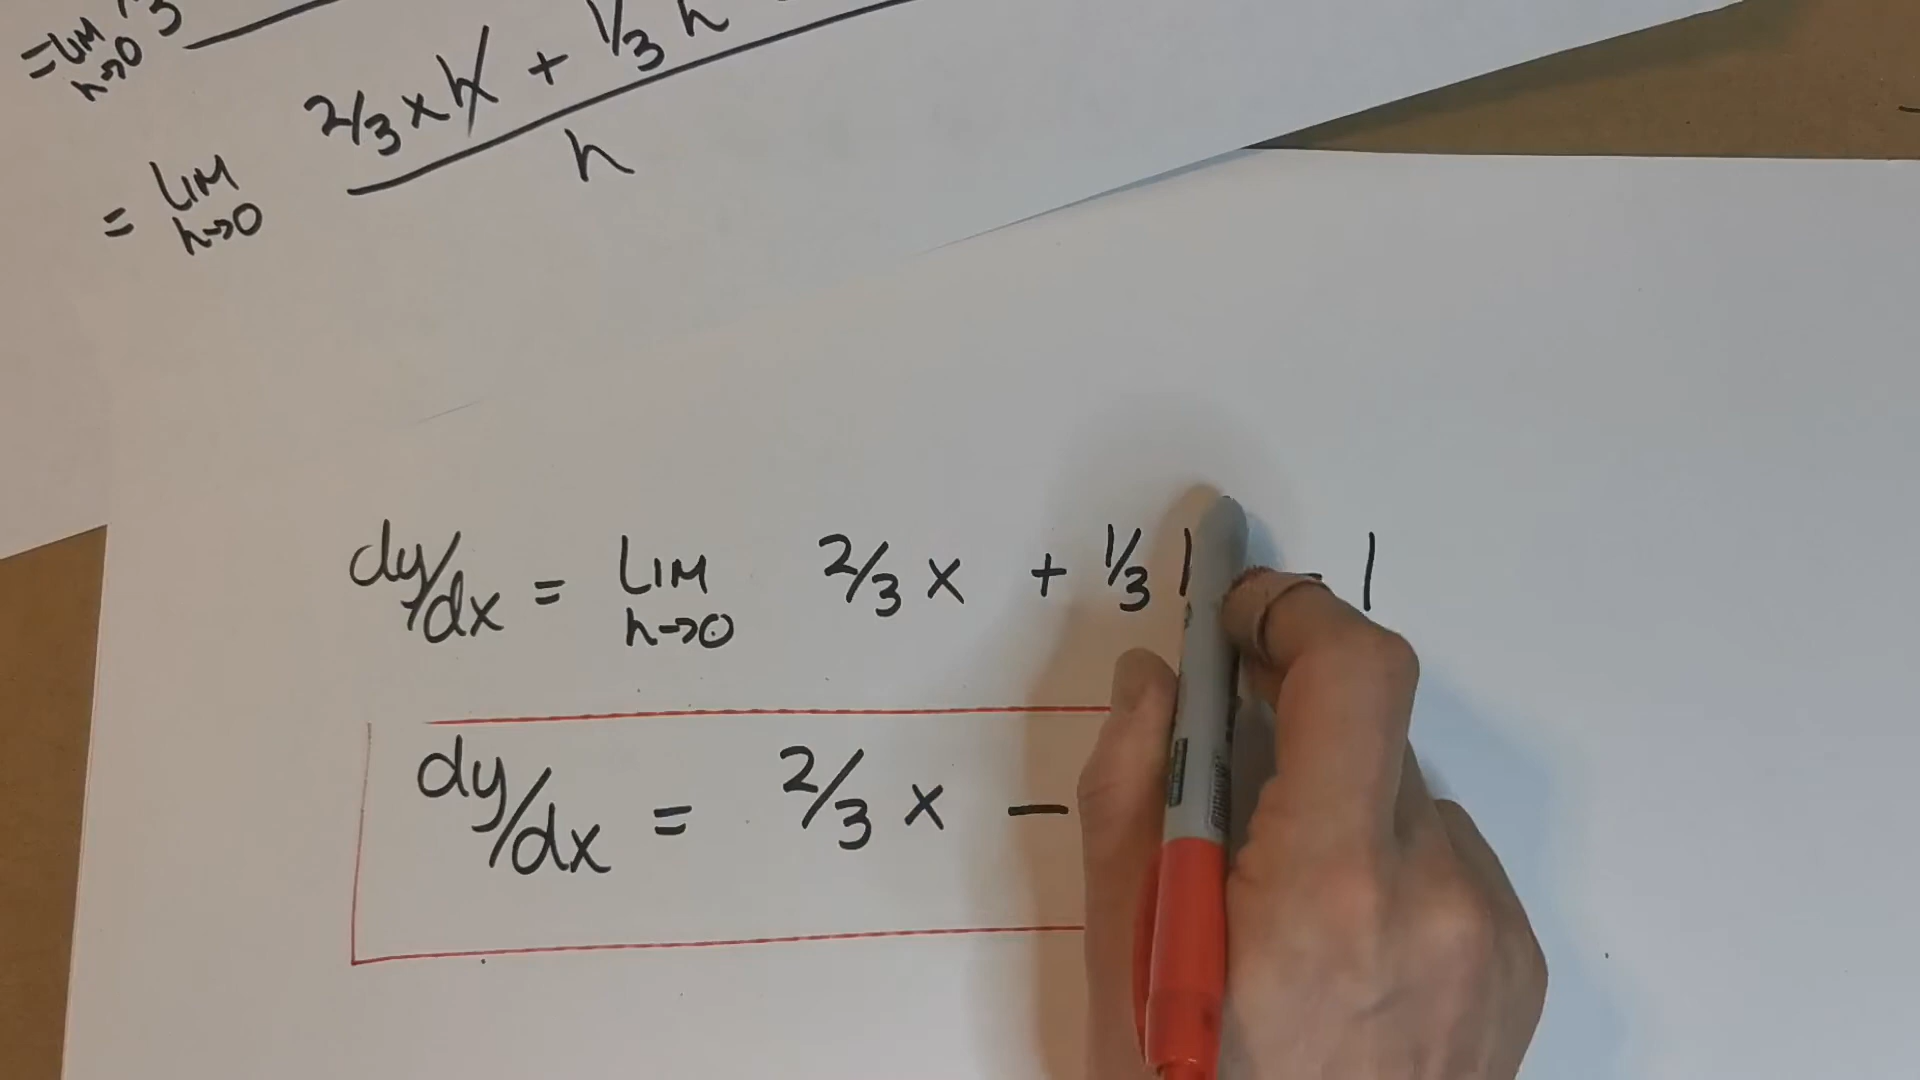 = LIM h→0 3
= LIM h→0 2/3 x h + 1/3 h / h
dy/dx = LIM h→0 2/3 x + 1/3 - 1
dy/dx = 2/3 x -